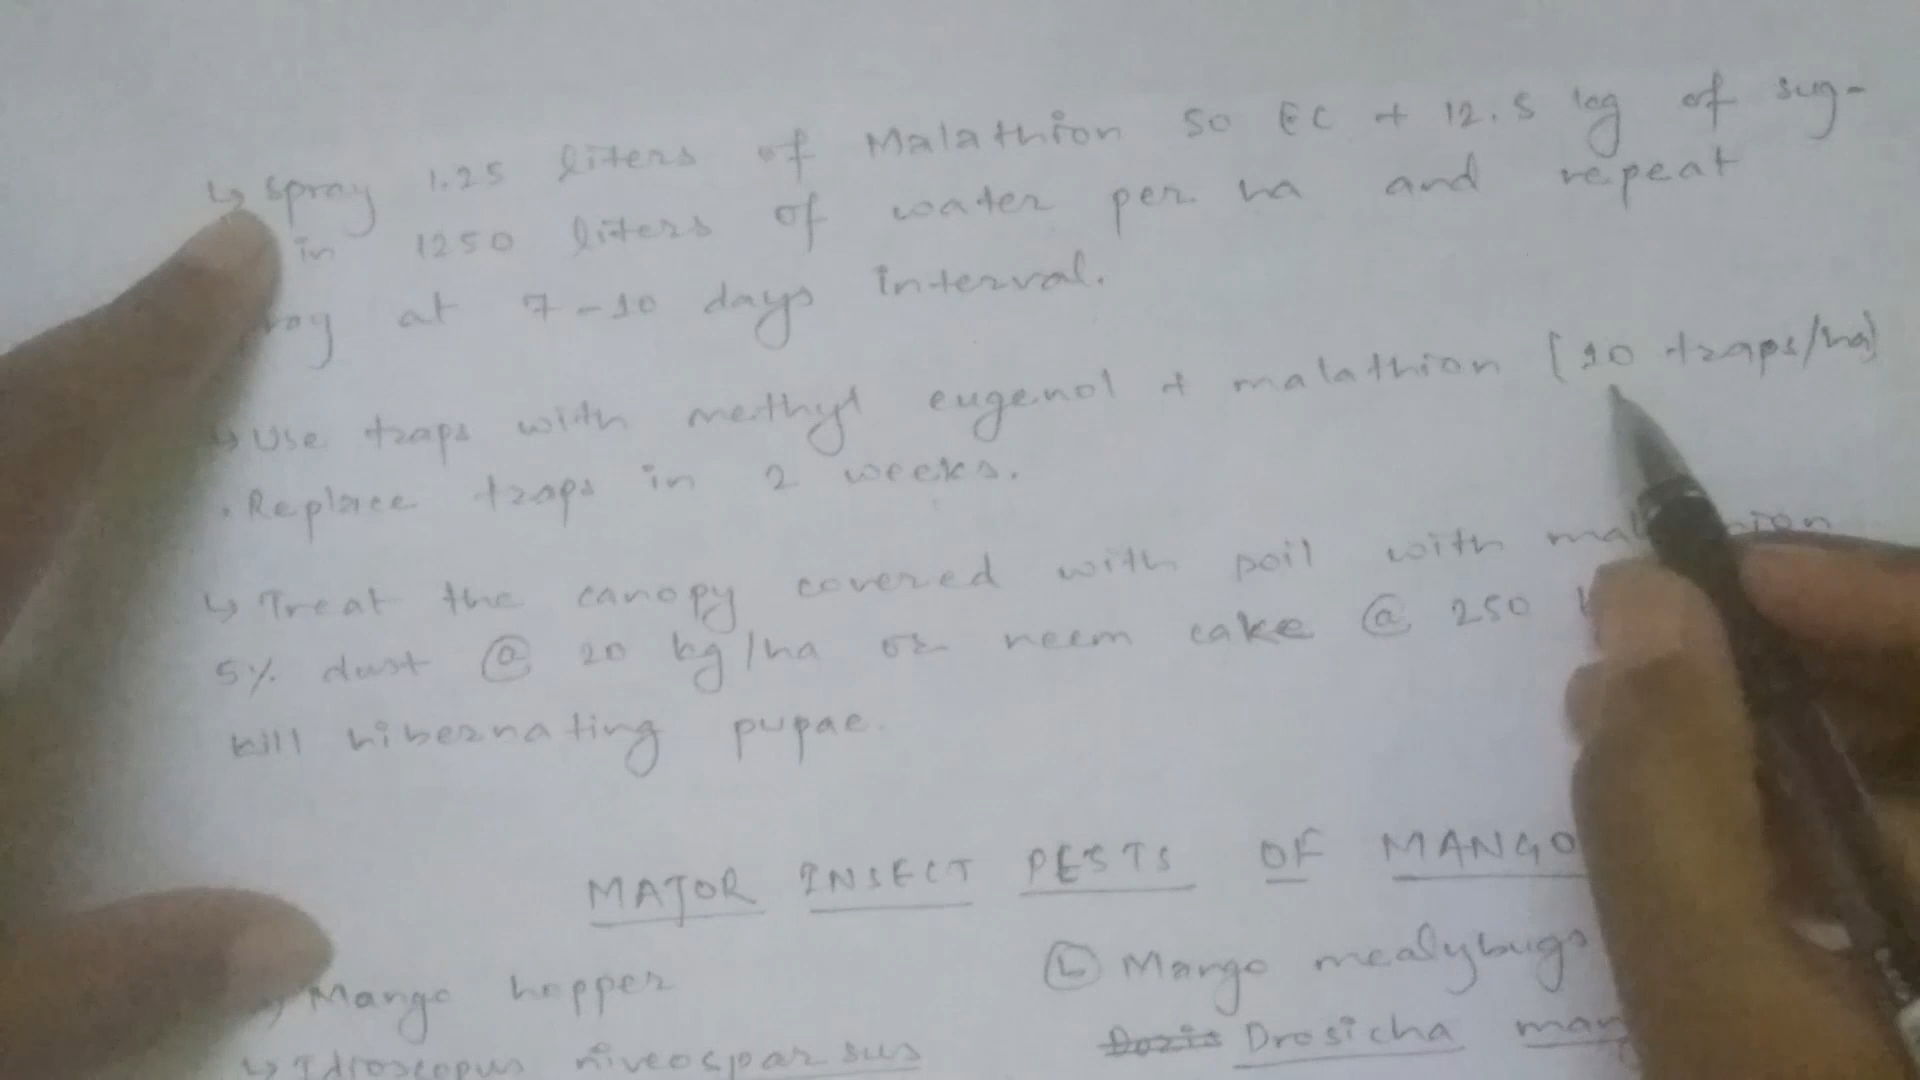 ↳ Spray 1.25 liters of Malathion 50 EC + 12.5 kg of sug-
in 1250 liters of water per ha and repeat
at 7-10 days interval.
↳ Use traps with methyl eugenol + malathion [10 traps/ha]
. Replace traps in 2 weeks.
↳ Treat the canopy covered with soil with
5% dust @ 20 kg/ha or neem cake @ 250
kill hibernating pupae.
MAJOR INSECT PESTS OF MANGO
Mango hopper
↳ Idroscopus niveosparsus
Ⓛ Mango mealybugs
Drosicha